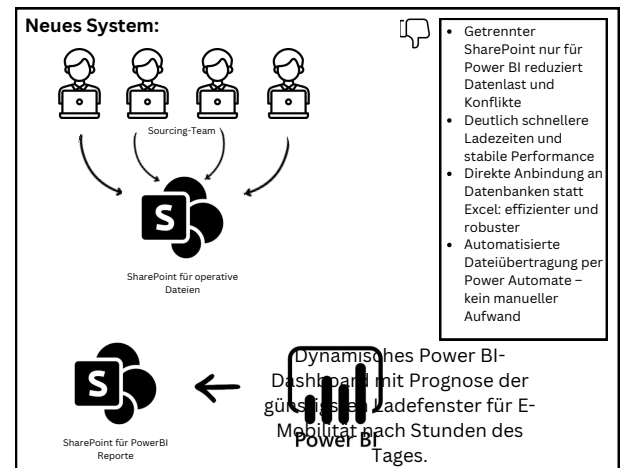 Neues System:
Sourcing-Team
SharePoint für operative
Dateien
Getrennter
SharePoint nur für
Power BI reduziert
Datenlast und
Konflikte
Deutlich schnellere
Ladezeiten und
stabile Performance
Direkte Anbindung an
Datenbanken statt
Excel: effizienter und
robuster
Automatisierte
Dateiübertragung per
Power Automate –
kein manueller
Aufwand
S
S
SharePoint für PowerBI
Reporte
Power BI
Dynamisches Power BI-
Dashboard mit Prognose der
günstigsten Ladefenster für E-
Mobilität nach Stunden des
Tages.